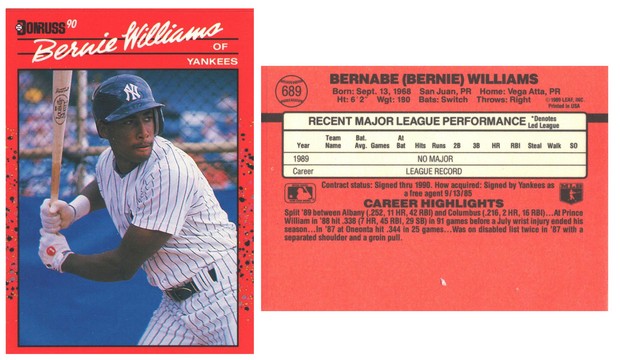 DONRUSS '90
Bernie Williams
OF
YANKEES
NY
689
BERNABE (BERNIE) WILLIAMS
Born: Sept. 13, 1968 San Juan, PR Home: Vega Atta, PR
Ht: 6'2" Wgt: 190 Bats: Switch Throws: Right
©1989 LEAF, INC.
Printed in USA
RECENT MAJOR LEAGUE PERFORMANCE *Denotes Led League
Year Team Name Bat. Avg. Games At Bat Hits Runs 2B 3B HR RBI Steal Walk SO
1989 NO MAJOR
Career LEAGUE RECORD
Contract status: Signed thru 1990. How acquired: Signed by Yankees as
a free agent 9/13/85
CAREER HIGHLIGHTS
Split '89 between Albany (.252, 11 HR, 42 RBI) and Columbus (.216, 2 HR, 16 RBI)...At Prince
William in '88 hit .338 (7 HR, 45 RBI, 29 SB) in 91 games before a July wrist injury ended his
season...In '87 at Oneonta hit .344 in 25 games...Was on disabled list twice in '87 with a
separated shoulder and a groin pull.